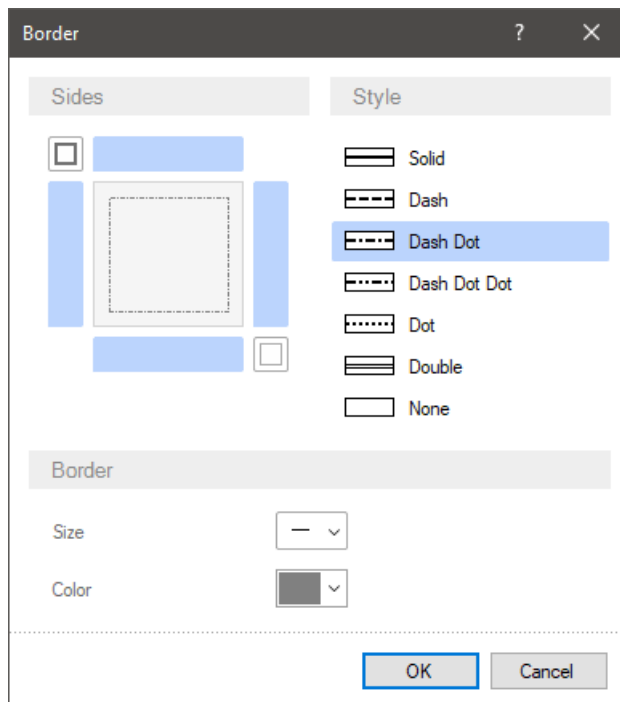 Border ?
Sides
Style
Solid
Dash
Dash Dot
Dash Dot Dot
Dot
Double
None
Border
Size
Color
OK
Cancel